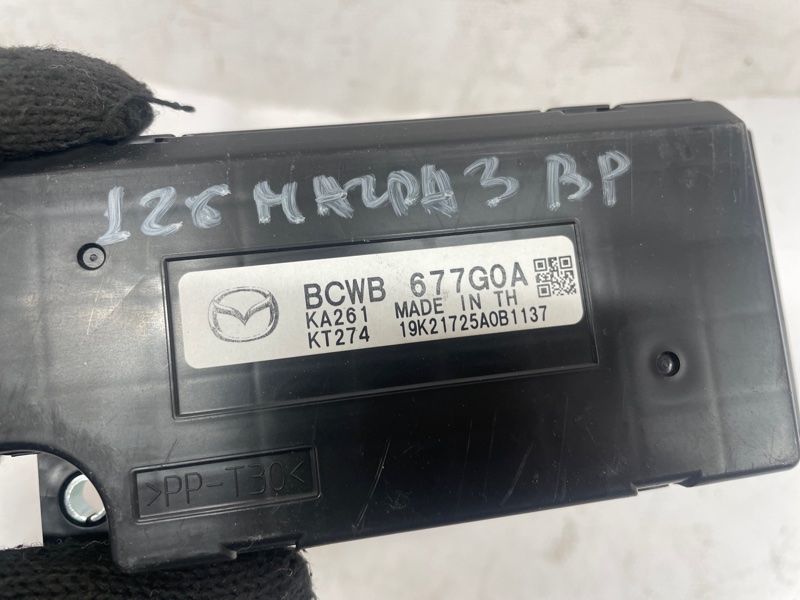 126 MAZDA 3 BP
BCWB 677G0A
KA261 MADE IN TH
KT274 19K21725A0B1137
>PP-T30<